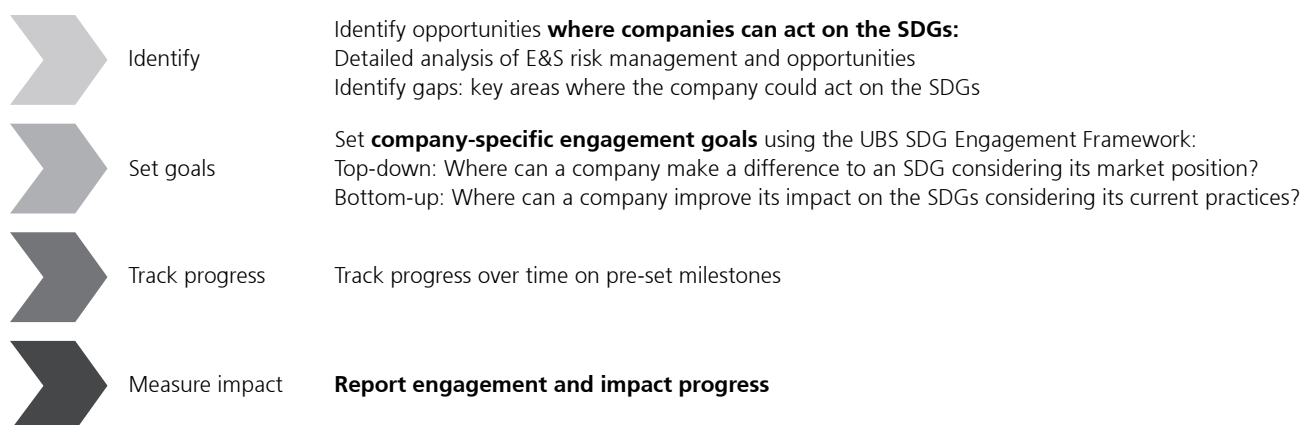 Identify
Identify opportunities where companies can act on the SDGs:
Detailed analysis of E&S risk management and opportunities
Identify gaps: key areas where the company could act on the SDGs
Set goals
Set company-specific engagement goals using the UBS SDG Engagement Framework:
Top-down: Where can a company make a difference to an SDG considering its market position?
Bottom-up: Where can a company improve its impact on the SDGs considering its current practices?
Track progress
Track progress over time on pre-set milestones
Measure impact
Report engagement and impact progress